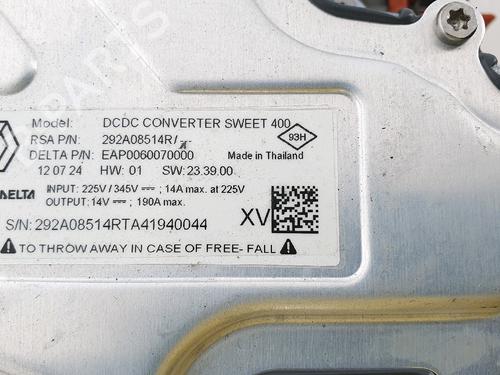 Model: DCDC CONVERTER SWEET 400
RSA P/N: 292A08514R/
93H
DELTA P/N: EAP0060070000
Made in Thailand
12 07 24 HW: 01 SW: 23.39.00
DELTA
INPUT: 225V / 345V ⎓ ; 14A max. at 225V
OUTPUT: 14V ⎓ ; 190A max.
S/N: 292A08514RTA41940044
XV
TO THROW AWAY IN CASE OF FREE- FALL